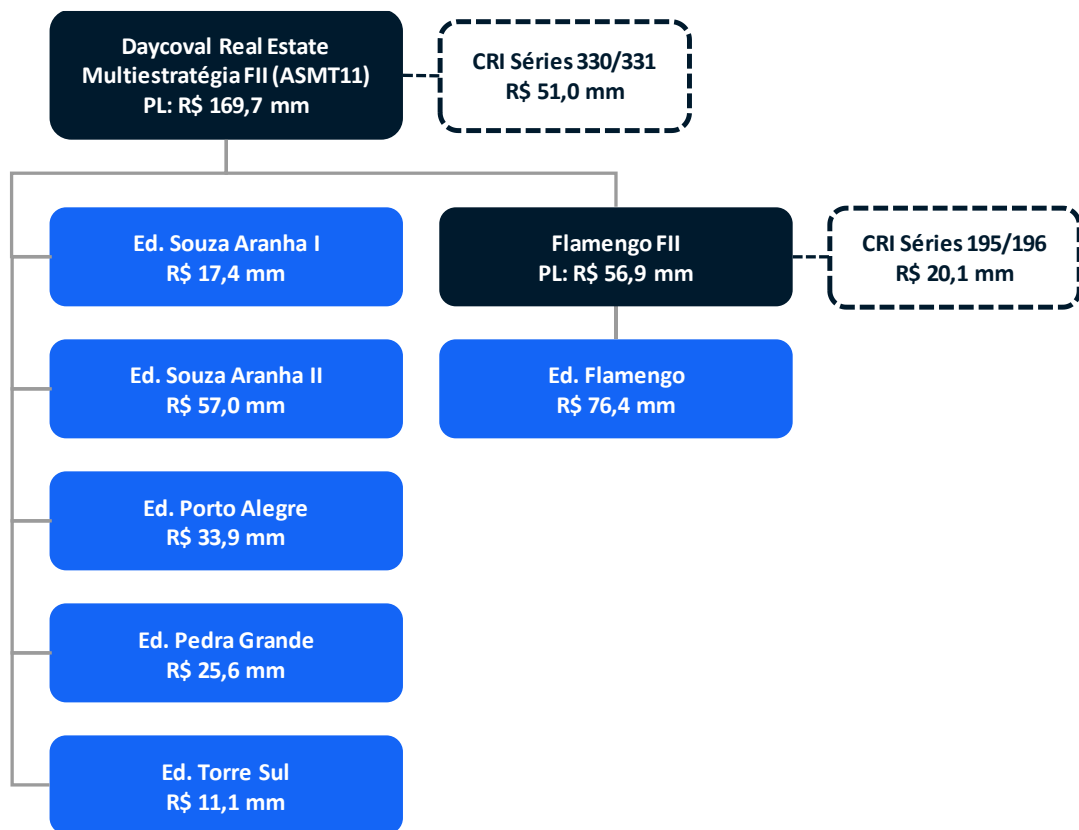 Daycoval Real Estate
Multiestratégia FII (ASMT11)
PL: R$ 169,7 mm
CRI Séries 330/331
R$ 51,0 mm
Ed. Souza Aranha I
R$ 17,4 mm
Flamengo FII
PL: R$ 56,9 mm
CRI Séries 195/196
R$ 20,1 mm
Ed. Souza Aranha II
R$ 57,0 mm
Ed. Flamengo
R$ 76,4 mm
Ed. Porto Alegre
R$ 33,9 mm
Ed. Pedra Grande
R$ 25,6 mm
Ed. Torre Sul
R$ 11,1 mm